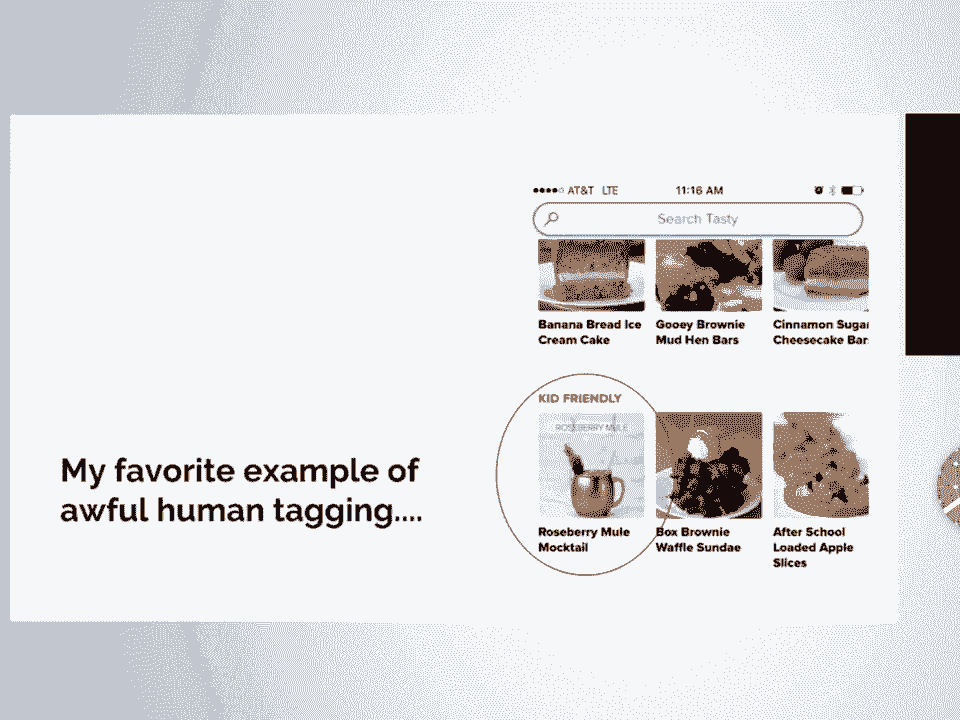 My favorite example of
awful human tagging....
AT&T LTE 11:16 AM
Search Tasty
Banana Bread Ice
Cream Cake
Gooey Brownie
Mud Hen Bars
Cinnamon Sugar
Cheesecake Bar
KID FRIENDLY
ROSEBERRY MULE
Roseberry Mule
Mocktail
Box Brownie
Waffle Sundae
After School
Loaded Apple
Slices